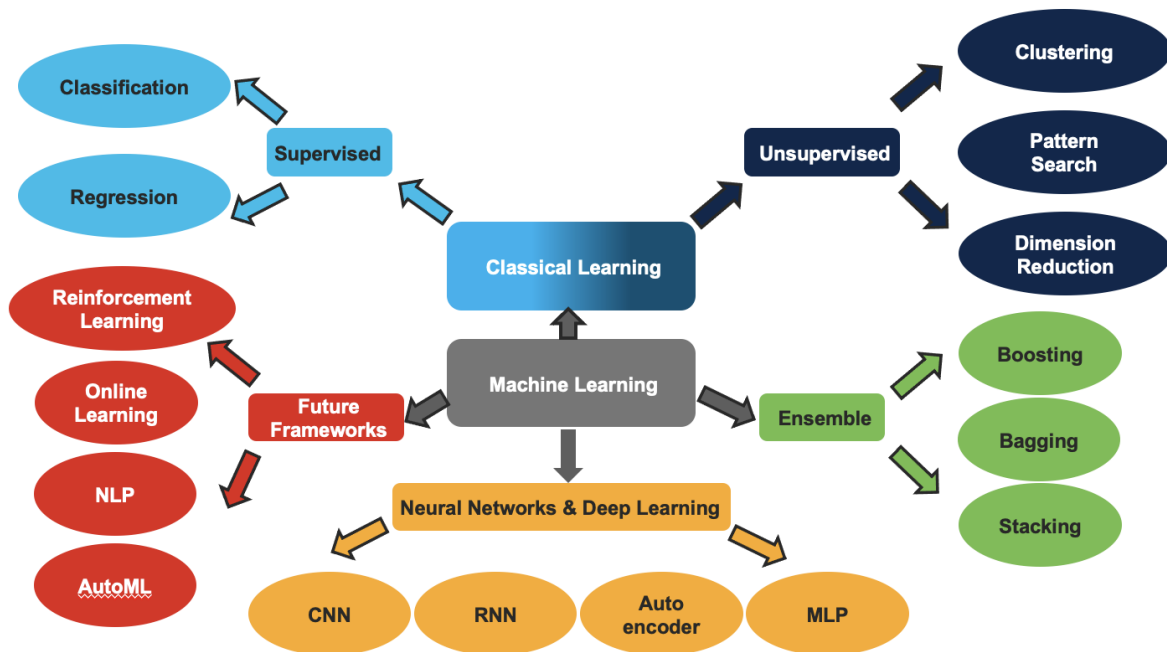 Classification
Regression
Supervised
Unsupervised
Clustering
Pattern
Search
Dimension
Reduction
Classical Learning
Machine Learning
Reinforcement
Learning
Online
Learning
NLP
AutoML
Future
Frameworks
Ensemble
Boosting
Bagging
Stacking
Neural Networks & Deep Learning
CNN
RNN
Auto
encoder
MLP